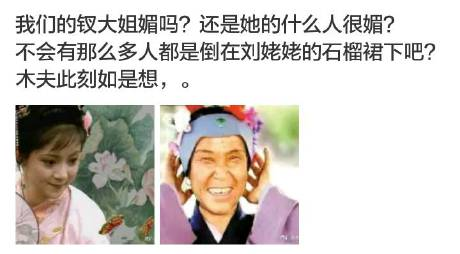 我们的钗大姐媚吗？还是她的什么人很媚？
不会有那么多人都是倒在刘姥姥的石榴裙下吧？
木夫此刻如是想，。